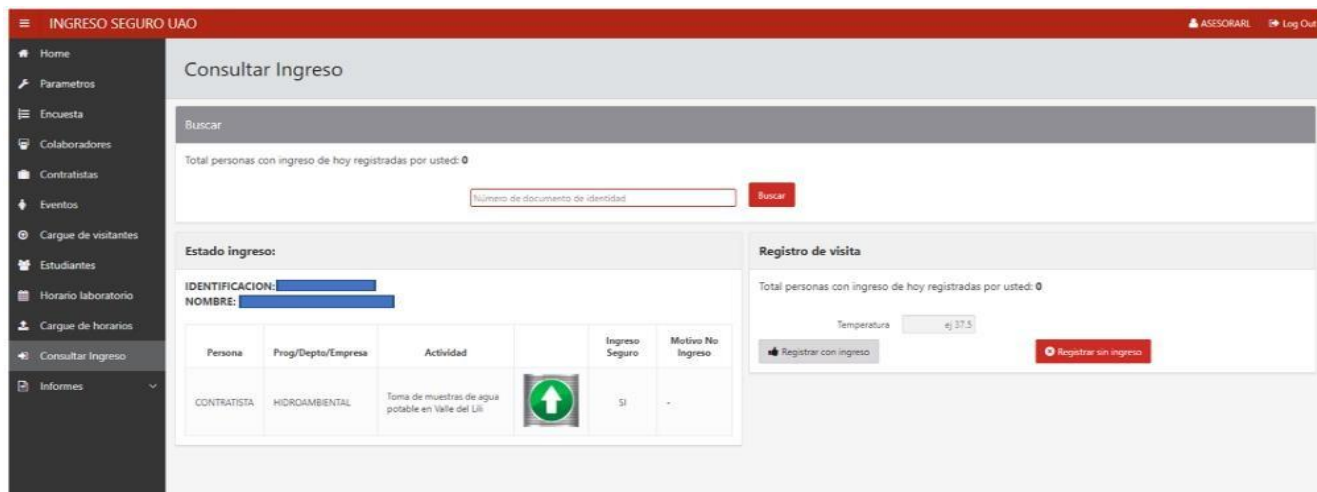 INGRESO SEGURO UAO
ASESORARL
Log Out
Home
Parametros
Encuesta
Colaboradores
Contratistas
Eventos
Cargue de visitantes
Estudiantes
Horario laboratorio
Cargue de horarios
Consultar Ingreso
Informes
Consultar Ingreso
Buscar
Total personas con ingreso de hoy registradas por usted: 0
Número de documento de identidad
Buscar
Estado ingreso:
IDENTIFICACION:
NOMBRE:
Persona
Prog/Depto/Empresa
Actividad
Ingreso
Seguro
Motivo No
Ingreso
CONTRATISTA
HIDROAMBIENTAL
Toma de muestras de agua
potable en Valle del Lili
SI
-
Registro de visita
Total personas con ingreso de hoy registradas por usted: 0
Temperatura
ej 37.5
Registrar con ingreso
Registrar sin ingreso